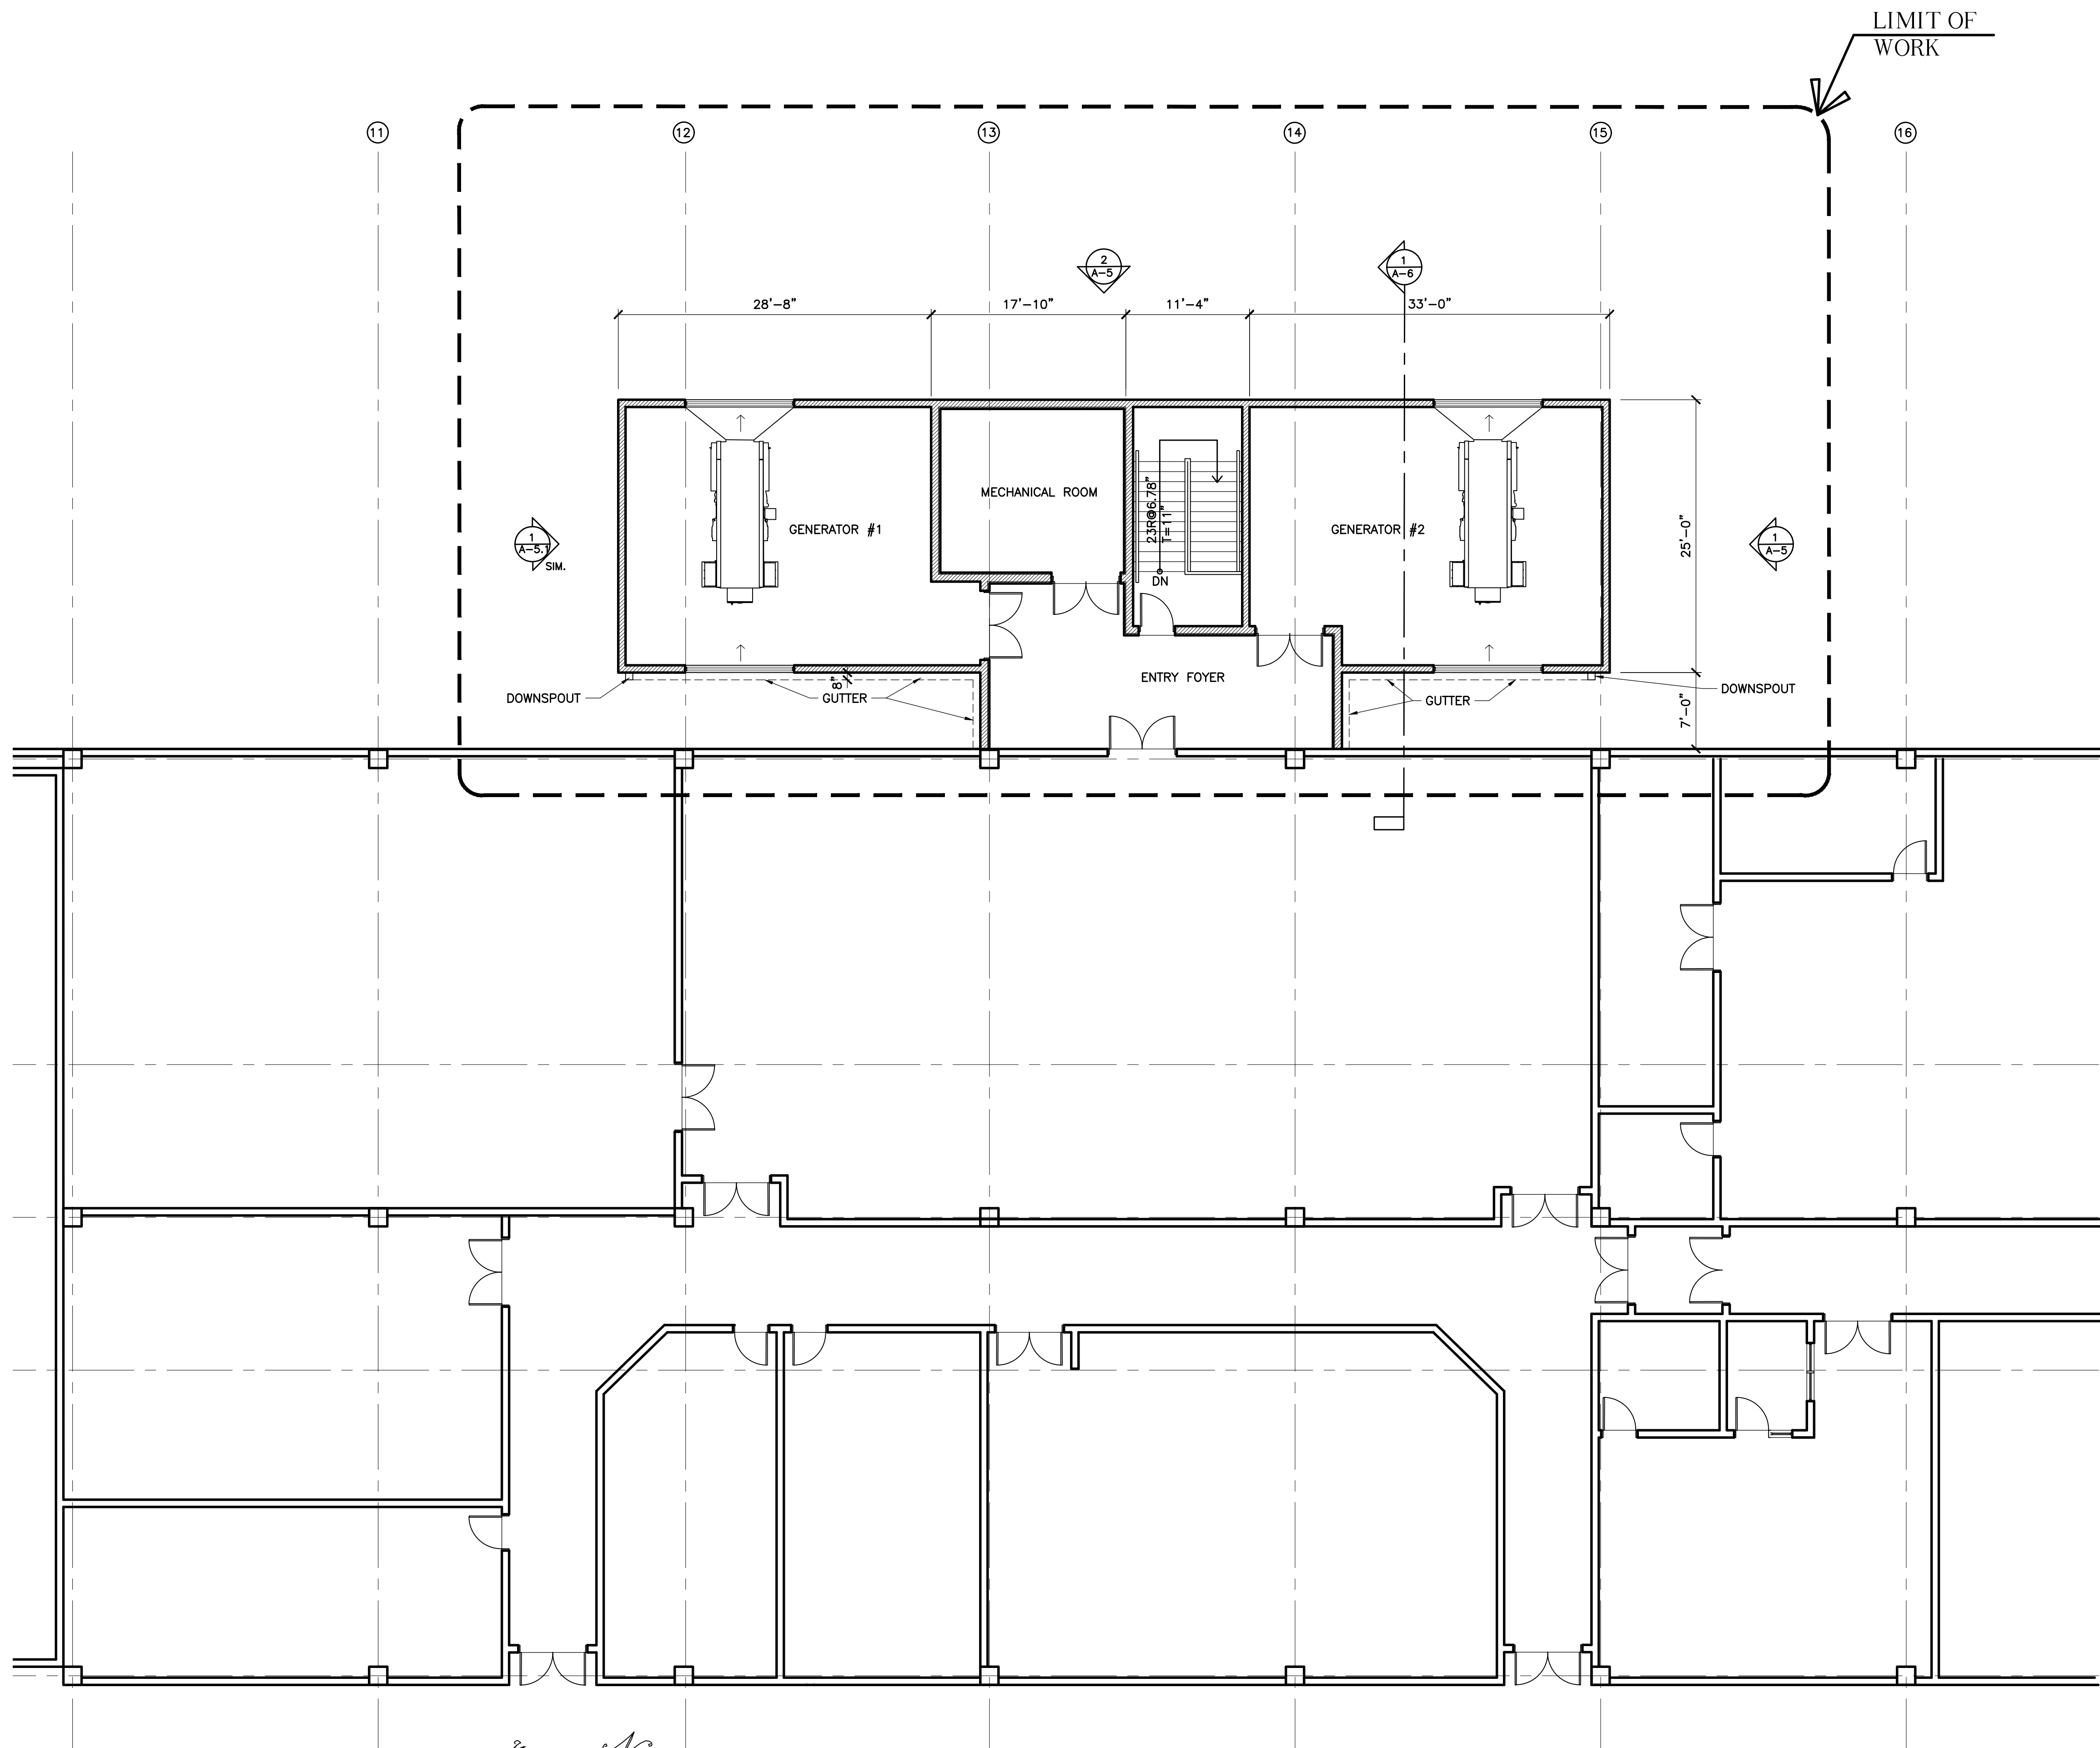 LIMIT OF
WORK
11
12
13
14
15
16
2
A-5
1
A-6
28'-8"
17'-10"
11'-4"
33'-0"
MECHANICAL ROOM
GENERATOR #1
23R@6.78"
T=11"
GENERATOR #2
25'-0"
1
A-5.1
SIM.
1
A-5
DN
ENTRY FOYER
8"
DOWNSPOUT
GUTTER
GUTTER
DOWNSPOUT
7'-0"